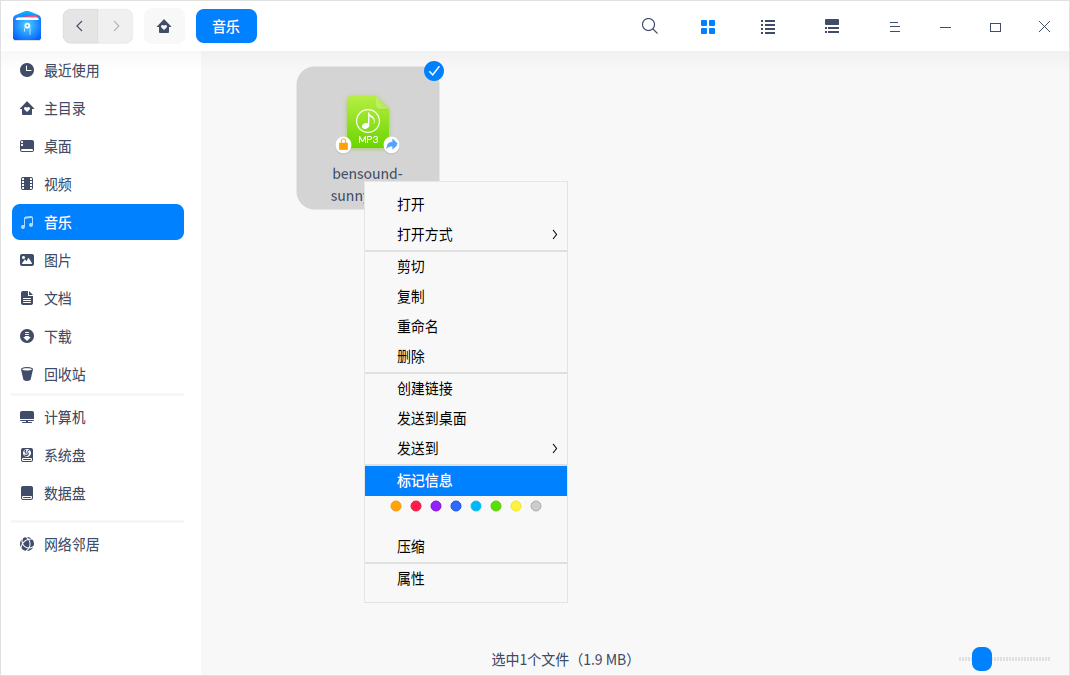 音乐
最近使用
主目录
桌面
视频
音乐
图片
文档
下载
回收站
计算机
系统盘
数据盘
网络邻居
MP3
bensound-
打开
打开方式
剪切
复制
重命名
删除
创建链接
发送到桌面
发送到
标记信息
压缩
属性
选中1个文件（1.9 MB）